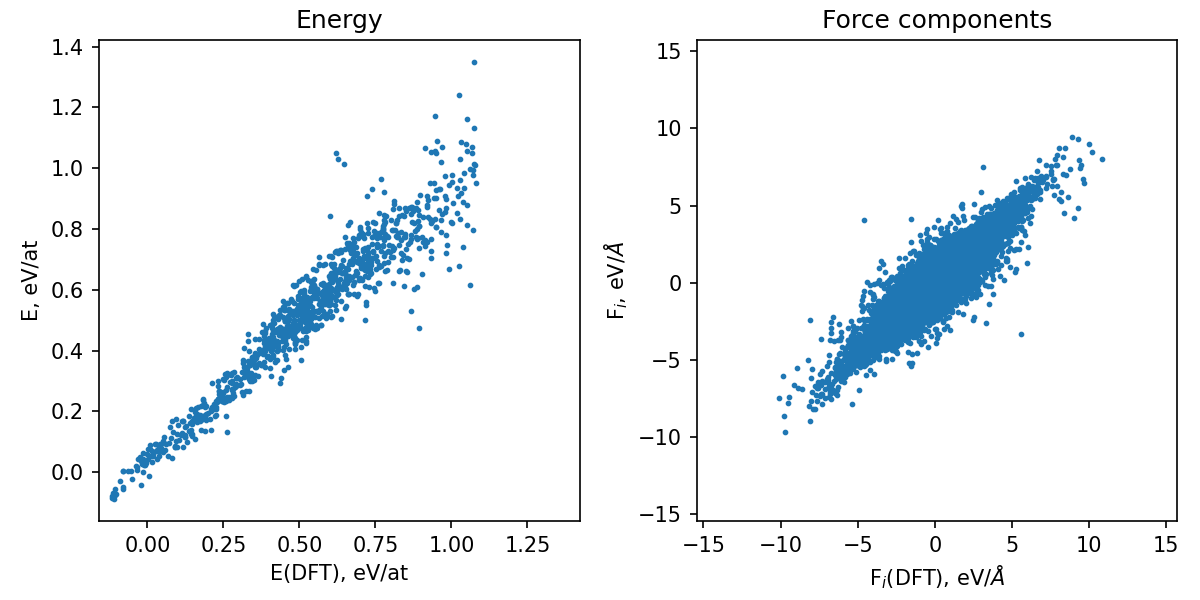 Energy
1.4
1.2
1.0
0.8
0.6
0.4
0.2
0.0
E, eV/at
0.00 0.25 0.50 0.75 1.00 1.25
E(DFT), eV/at
Force components
15
10
5
0
−5
−10
−15
Fᵢ, eV/Å
−15 −10 −5 0 5 10 15
Fᵢ(DFT), eV/Å